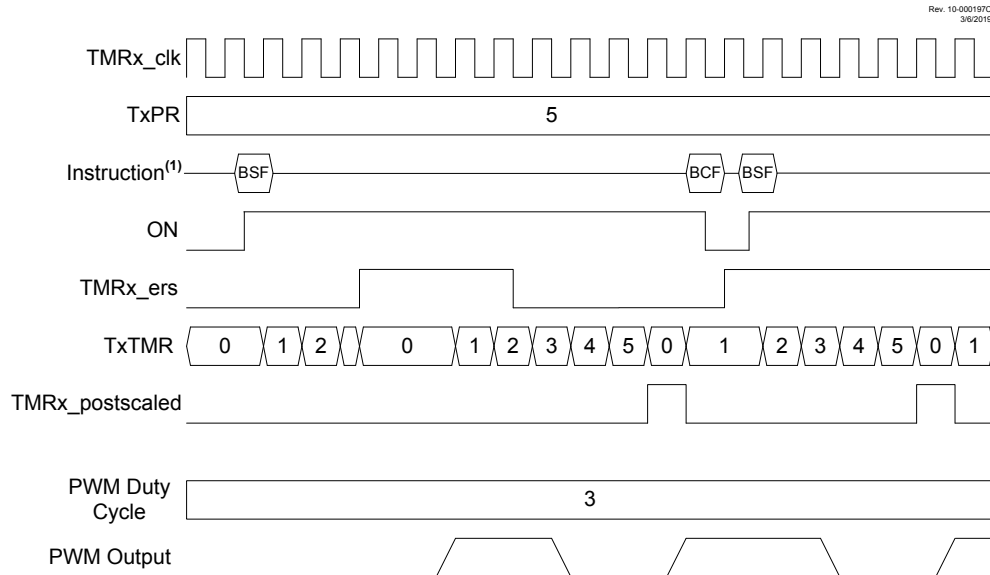 Rev. 10-000197C
3/6/2019
TMRx_clk
TxPR 5
Instruction(1) BSF BCF BSF
ON
TMRx_ers
TxTMR 0 1 2 0 1 2 3 4 5 0 1 2 3 4 5 0 1
TMRx_postscaled
PWM Duty
Cycle 3
PWM Output